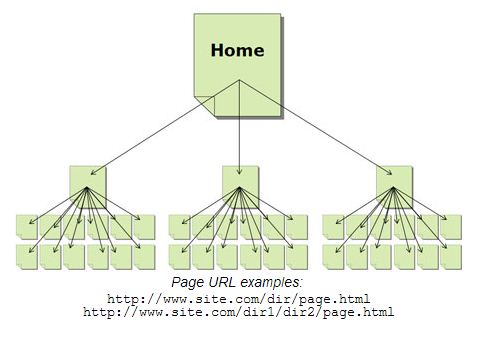 Home
Page URL examples:
http://www.site.com/dir/page.html
http://www.site.com/dir1/dir2/page.html